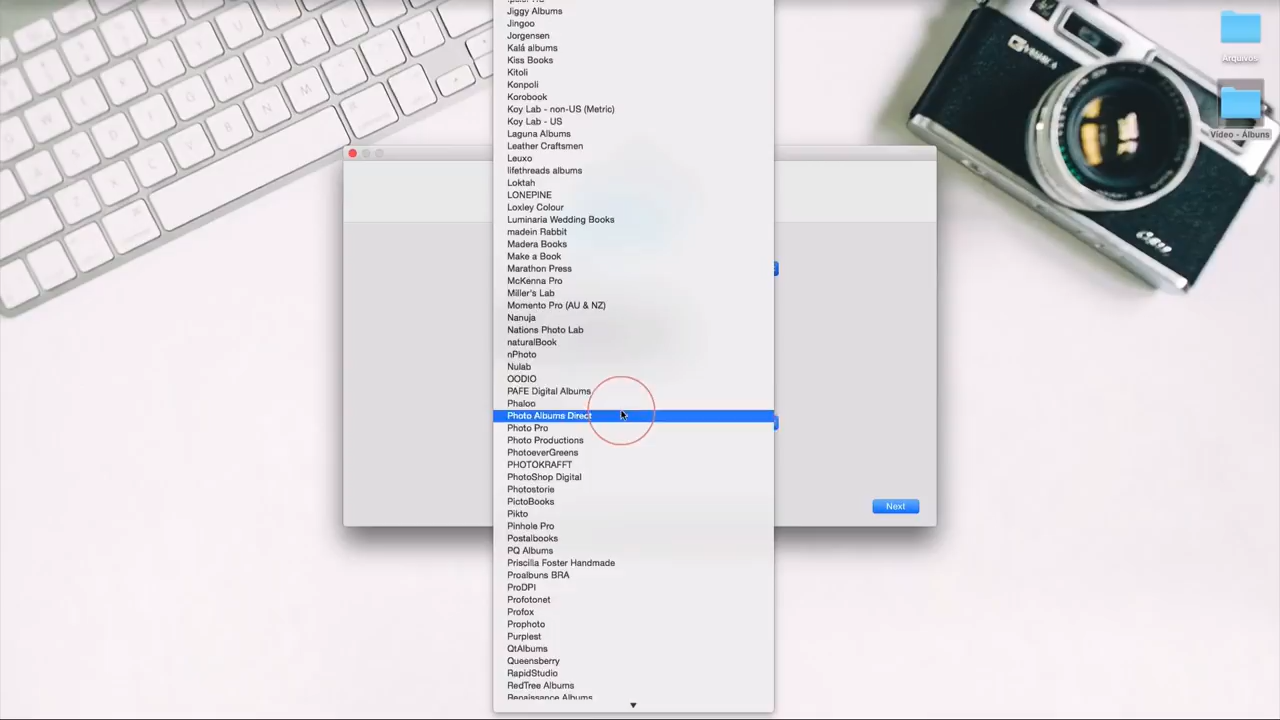 Jiggy Albums
Jingoo
Jorgensen
Kalá albums
Kiss Books
Kitoli
Konpoli
Korobook
Koy Lab - non-US (Metric)
Koy Lab - US
Laguna Albums
Leather Craftsmen
Leuxo
lifethreads albums
Loktah
LONEPINE
Loxley Colour
Luminaria Wedding Books
madein Rabbit
Madera Books
Make a Book
Marathon Press
McKenna Pro
Miller's Lab
Momento Pro (AU & NZ)
Nanuja
Nations Photo Lab
naturalBook
nPhoto
Nulab
OODIO
PAFE Digital Albums
Phaloo
Photo Albums Direct
Photo Pro
Photo Productions
PhotoeverGreens
PHOTOKRAFFT
PhotoShop Digital
Photostorie
PictoBooks
Pikto
Pinhole Pro
Postalbooks
PQ Albums
Priscilla Foster Handmade
Proalbuns BRA
ProDPI
Profotonet
Profox
Prophoto
Purplest
QtAlbums
Queensberry
RapidStudio
RedTree Albums
Renaissance Albums
Next
Arquivos
Vídeo - Álbuns